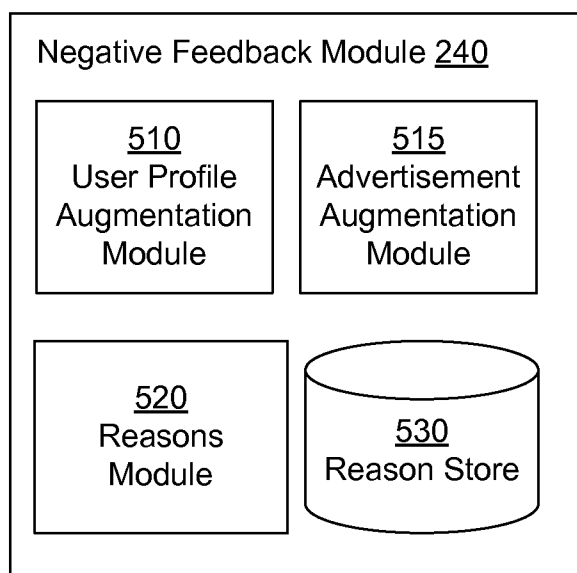 Negative Feedback Module 240
510
User Profile
Augmentation
Module
515
Advertisement
Augmentation
Module
520
Reasons
Module
530
Reason Store